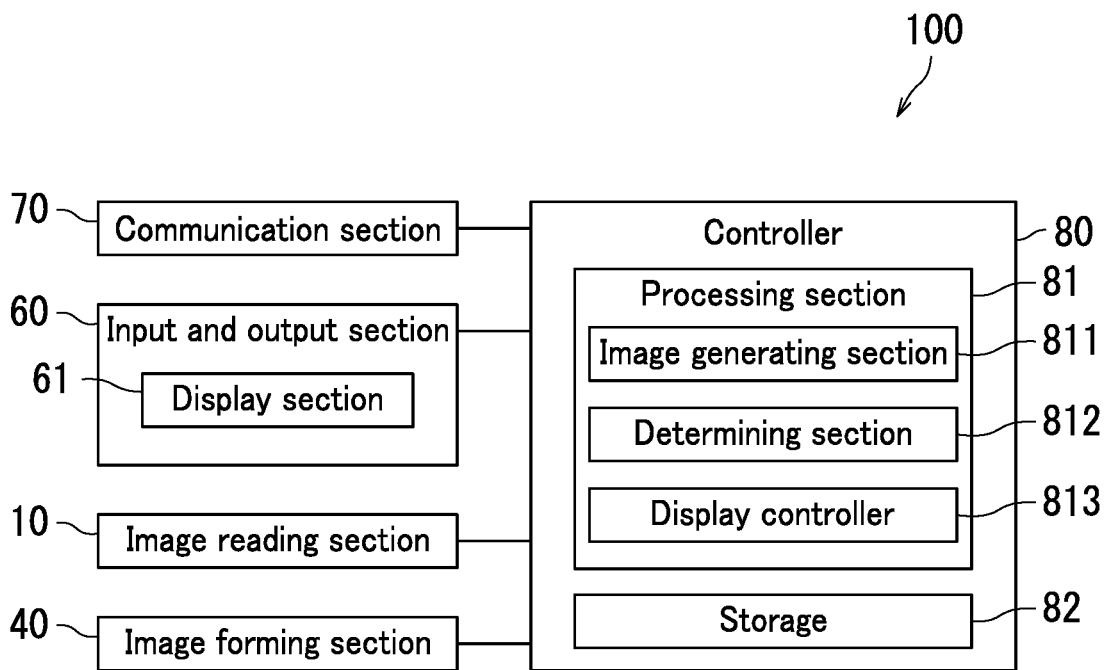 100
70
Communication section
Controller
80
Processing section
81
60
Input and output section
Image generating section
811
61
Display section
Determining section
812
Display controller
813
10
Image reading section
Storage
82
40
Image forming section